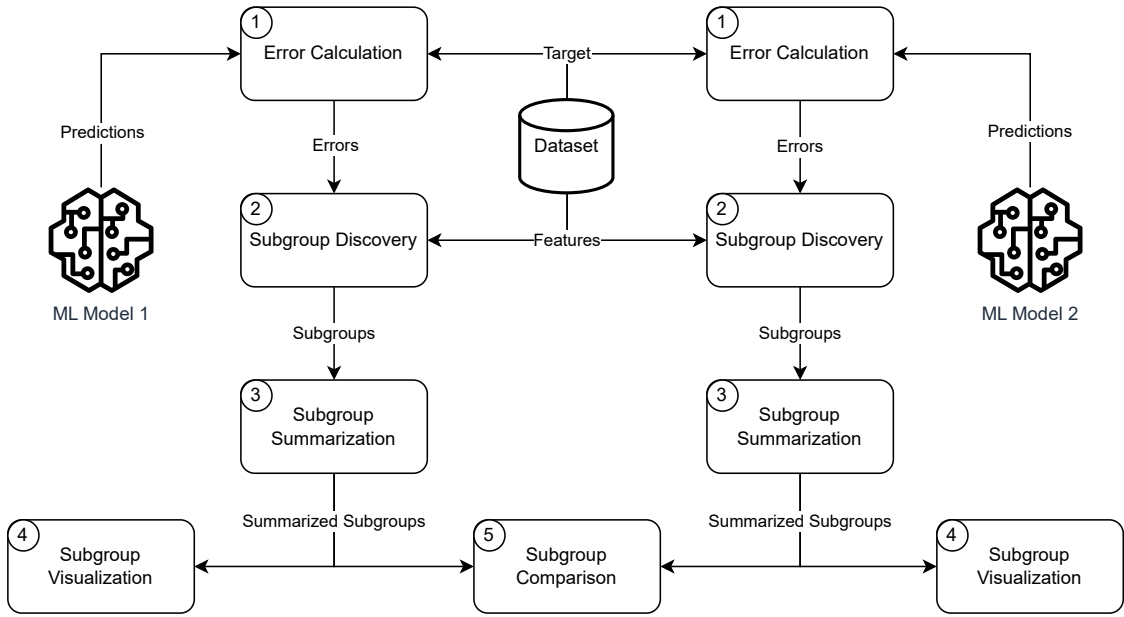 1
Error Calculation
Target
1
Error Calculation
Predictions
Errors
Dataset
Errors
Predictions
2
Subgroup Discovery
Features
2
Subgroup Discovery
ML Model 1
ML Model 2
Subgroups
Subgroups
3
Subgroup
Summarization
3
Subgroup
Summarization
Summarized Subgroups
Summarized Subgroups
4
Subgroup
Visualization
5
Subgroup
Comparison
4
Subgroup
Visualization